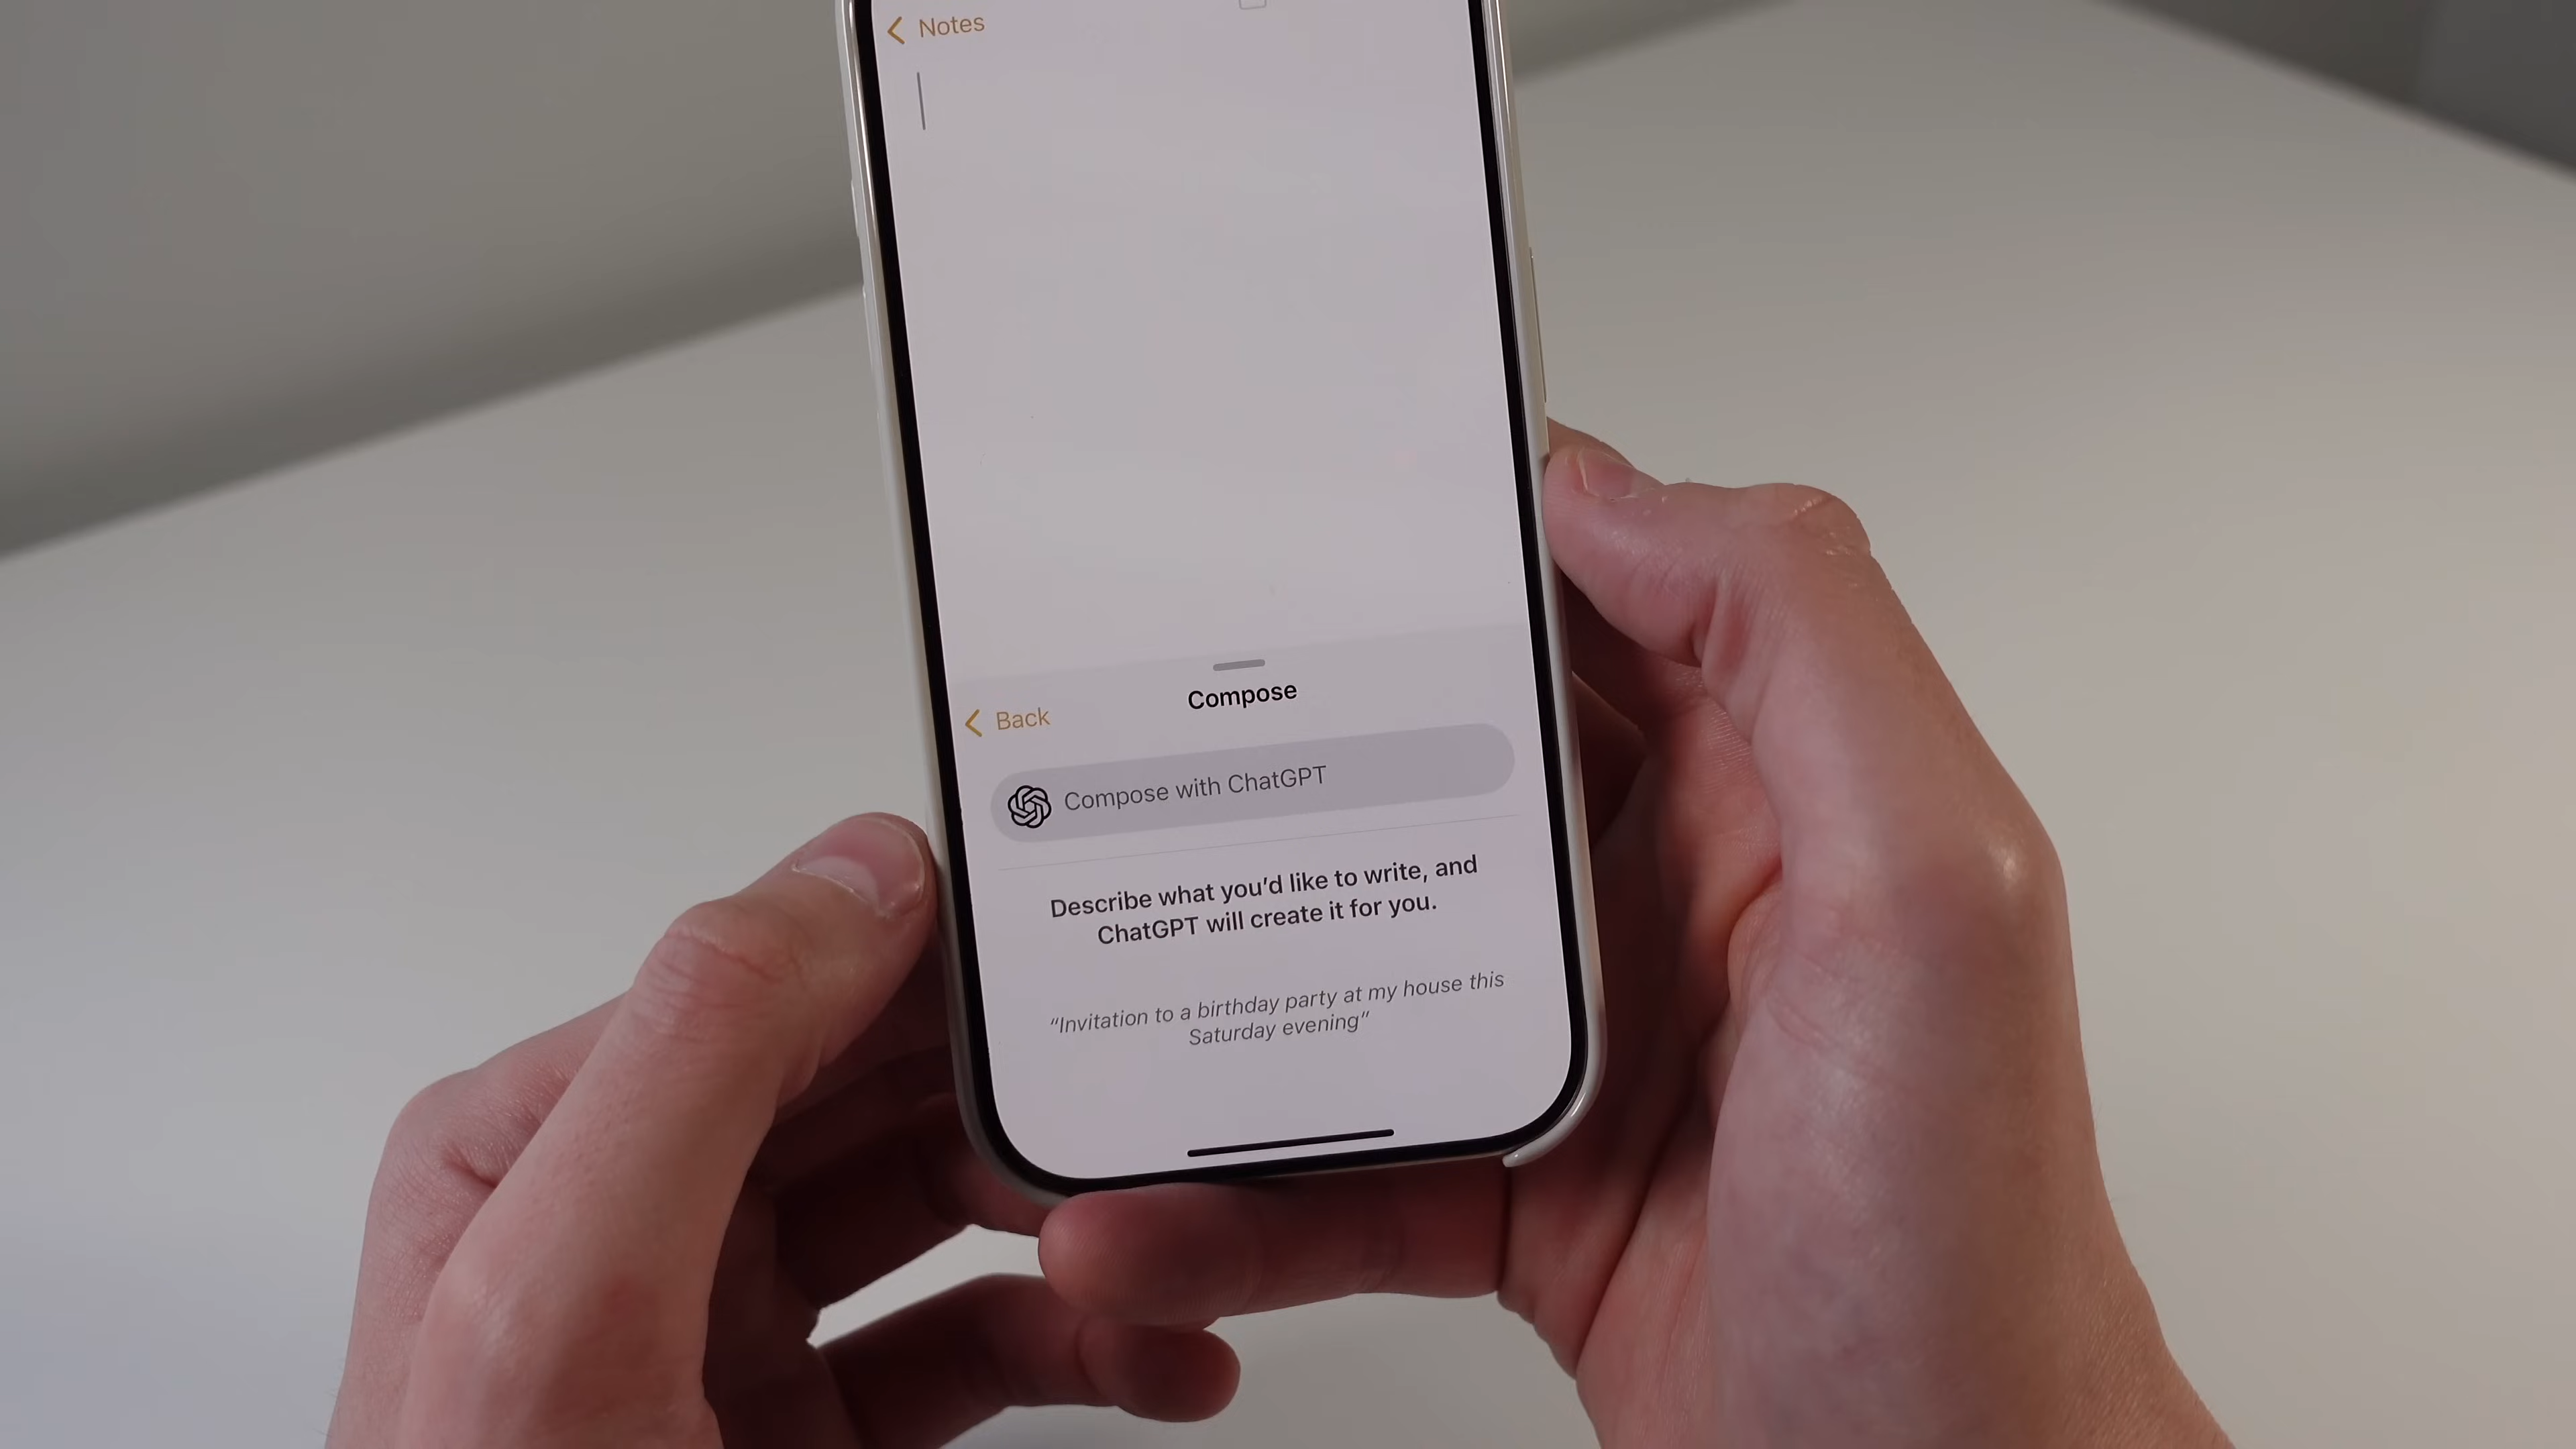 Notes
Compose
Back
Compose with ChatGPT
Describe what you'd like to write, and
ChatGPT will create it for you.
“Invitation to a birthday party at my house this
Saturday evening”